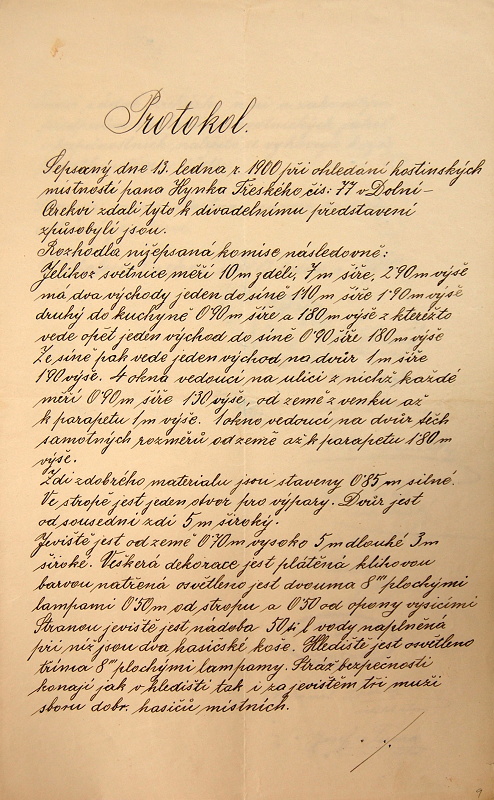 Protokol.
Sepsaný dne 13. ledna r. 1900 při ohledání hostinských
místností pana Hynka Třeského čís: 77 v Dolní-
zdali tyto k divadelnímu představení
způsobylí jsou.
Rozhodla nížepsaná komise následovně:
Jelikož světnice měří 10 m zdélí, 7 m šíře, 2·90 m výše
má dva východy jeden do síně 1·10 m šíře 1·90 m výše
druhý do kuchyně 0·90 m šíře a 1·80 m výše z kteréžto
vede opět jeden východ do síně 0·90 šíře 1·80 m výše
Ze síně pak vede jeden východ na dvůr 1 m šíře
1·90 výše. 4 okna vedoucí na ulici z nichž každé
měří 0·90 m šíře 1·30 výše, od země z venku až
k parapetu 1 m výše. 1 okno vedoucí na dvůr těch
samotných rozměrů od země až k parapetu 1·80 m
výše.
Zdi z dobrého materialu jsou staveny 0·85 m silné.
Ve stropě jest jeden otvor pro výpary. Dvůr jest
od sousední zdi 5 m široký.
Jeviště jest od země 0·70 m vysoko 5 m dlouhé 3 m
široké. Veškerá dekorace jest plátěná klihovou
barvou natřená osvětleno jest dvouma 8''' plochými
lampami 0·50 m od stropu a 0·50 od opony vysícími
Stranou jeviště jest nádoba 50ti l vody naplněná
při níž jsou dva hasičské koše. Hlediště jest osvětleno
tříma 8''' plochými lampamy. Stráž bezpečnosti
konají jak v hledišti tak i za jevištěm tři muži
sboru dobr. hasičů místních.
9